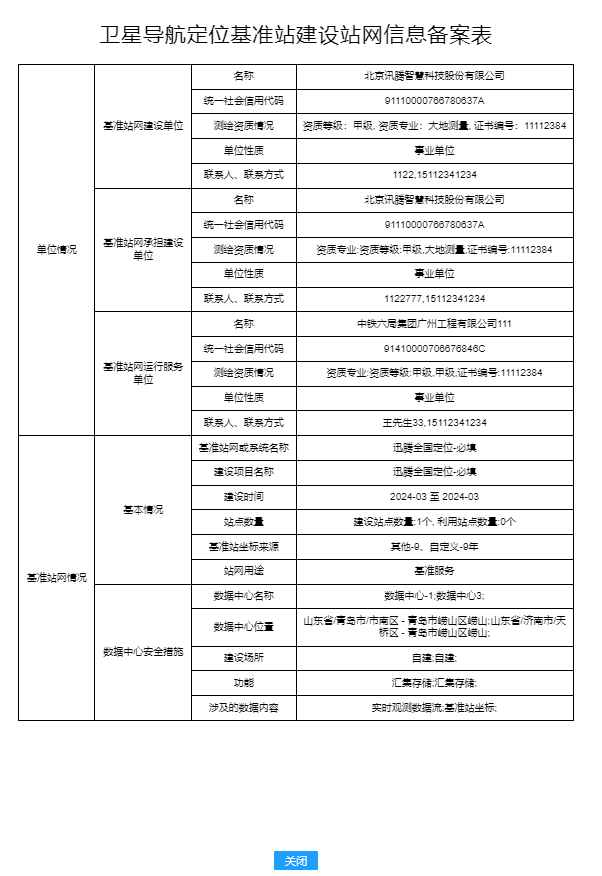 卫星导航定位基准站建设站网信息备案表
单位情况
基准站网建设单位
名称
北京讯腾智慧科技股份有限公司
统一社会信用代码
91110000766780637A
测绘资质情况
资质等级：甲级, 资质专业：大地测量, 证书编号：11112384
单位性质
事业单位
联系人、联系方式
1122,15112341234
基准站网承担建设
单位
名称
北京讯腾智慧科技股份有限公司
统一社会信用代码
91110000766780637A
测绘资质情况
资质专业:资质等级:甲级,大地测量,证书编号:11112384
单位性质
事业单位
联系人、联系方式
1122777,15112341234
基准站网运行服务
单位
名称
中铁六局集团广州工程有限公司111
统一社会信用代码
91410000706676846C
测绘资质情况
资质专业:资质等级:甲级,甲级,证书编号:11112384
单位性质
事业单位
联系人、联系方式
王先生33,15112341234
基准站网情况
基本情况
基准站网或系统名称
迅腾全国定位-必填
建设项目名称
迅腾全国定位-必填
建设时间
2024-03 至 2024-03
站点数量
建设站点数量:1个, 利用站点数量:0个
基准站坐标来源
其他-9、自定义-9年
站网用途
基准服务
数据中心安全措施
数据中心名称
数据中心-1;数据中心3;
数据中心位置
山东省/青岛市/市南区 - 青岛市崂山区崂山;山东省/济南市/天
桥区 - 青岛市崂山区崂山;
建设场所
自建;自建;
功能
汇集存储;汇集存储;
涉及的数据内容
实时观测数据流;基准站坐标;
关闭